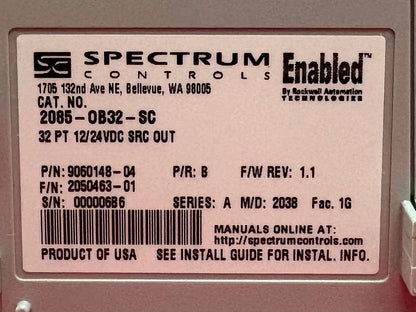 SC SPECTRUM Enabled™
CONTROLS By Rockwell Automation
TECHNOLOGIES
1705 132nd Ave NE, Bellevue, WA 98005
CAT. NO.
2085-OB32-SC
32 PT 12/24VDC SRC OUT
P/N: 9060148-04 P/R: B F/W REV: 1.1
F/N: 2050463-01
S/N: 000006B6 SERIES: A M/D: 2038 Fac. 1G
MANUALS ONLINE AT:
http://spectrumcontrols.com
PRODUCT OF USA SEE INSTALL GUIDE FOR INSTAL. INFO.